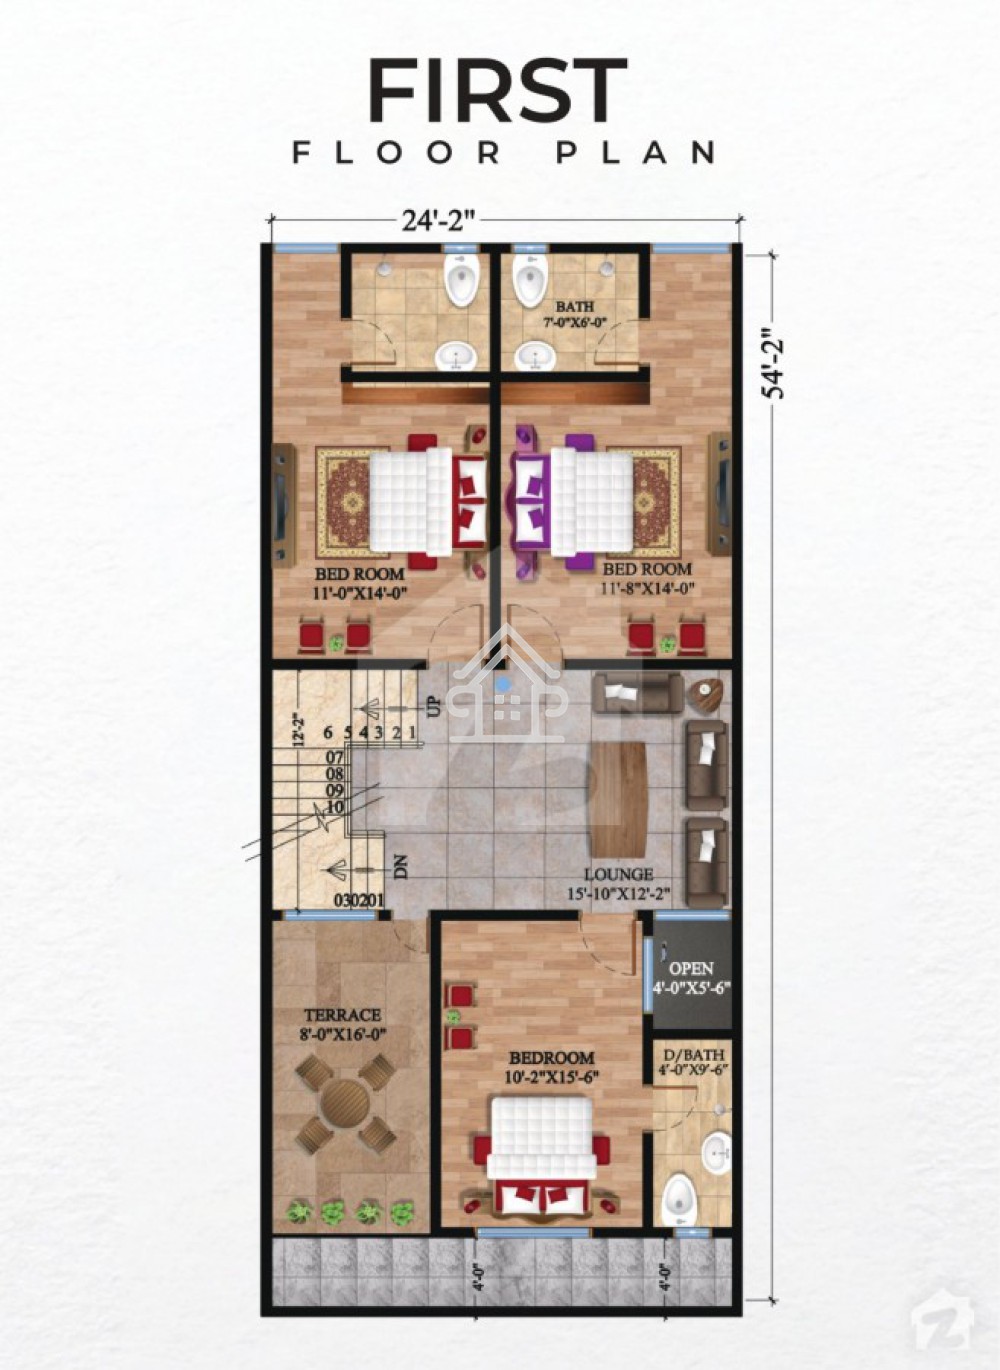 FIRST
FLOOR PLAN
24'-2"
54'-2"
BATH
7'-0"X6'-0"
BED ROOM
11'-0"X14'-0"
BED ROOM
11'-8"X14'-0"
UP
12'-2"
6 5 4 3 2 1
07
08
09
10
DN
030201
LOUNGE
15'-10"X12'-2"
OPEN
4'-0"X5'-6"
TERRACE
8'-0"X16'-0"
BEDROOM
10'-2"X15'-6"
D/BATH
4'-0"X9'-6"
4'-0"
4'-0"